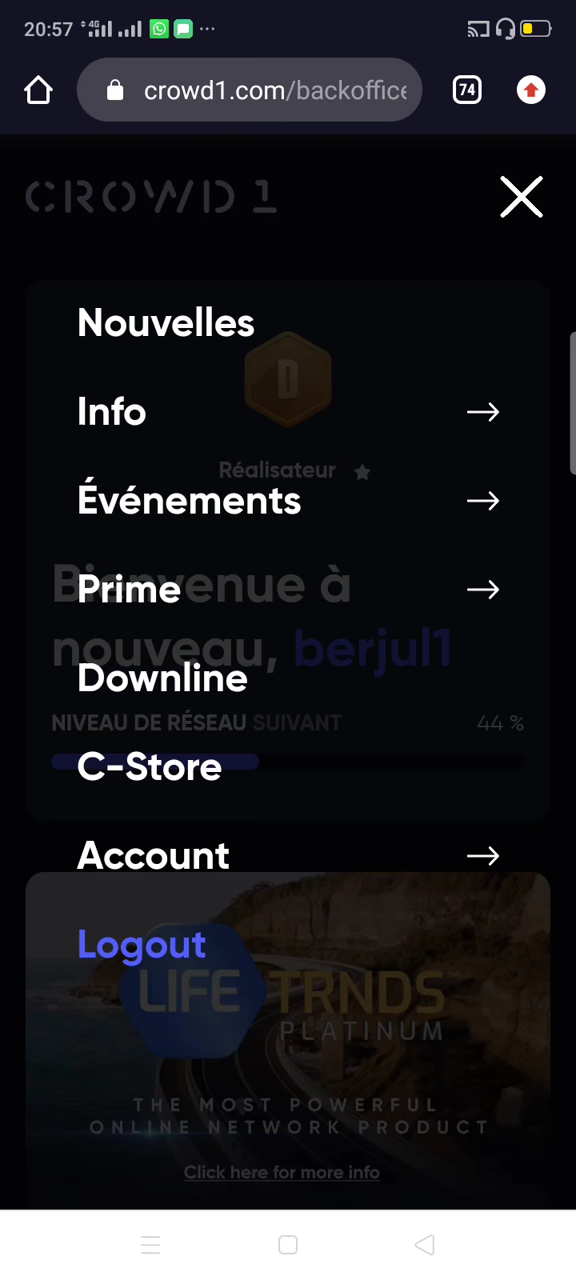 20:57
4G
crowd1.com/backoffice
74
CROWD 1
Nouvelles
D
Info
Réalisateur
Événements
Bienvenue à
Prime
nouveau, berjul1
Downline
NIVEAU DE RÉSEAU SUIVANT 44 %
C-Store
Account
Logout
LIFE TRNDS
PLATINUM
THE MOST POWERFUL
ONLINE NETWORK PRODUCT
Click here for more info